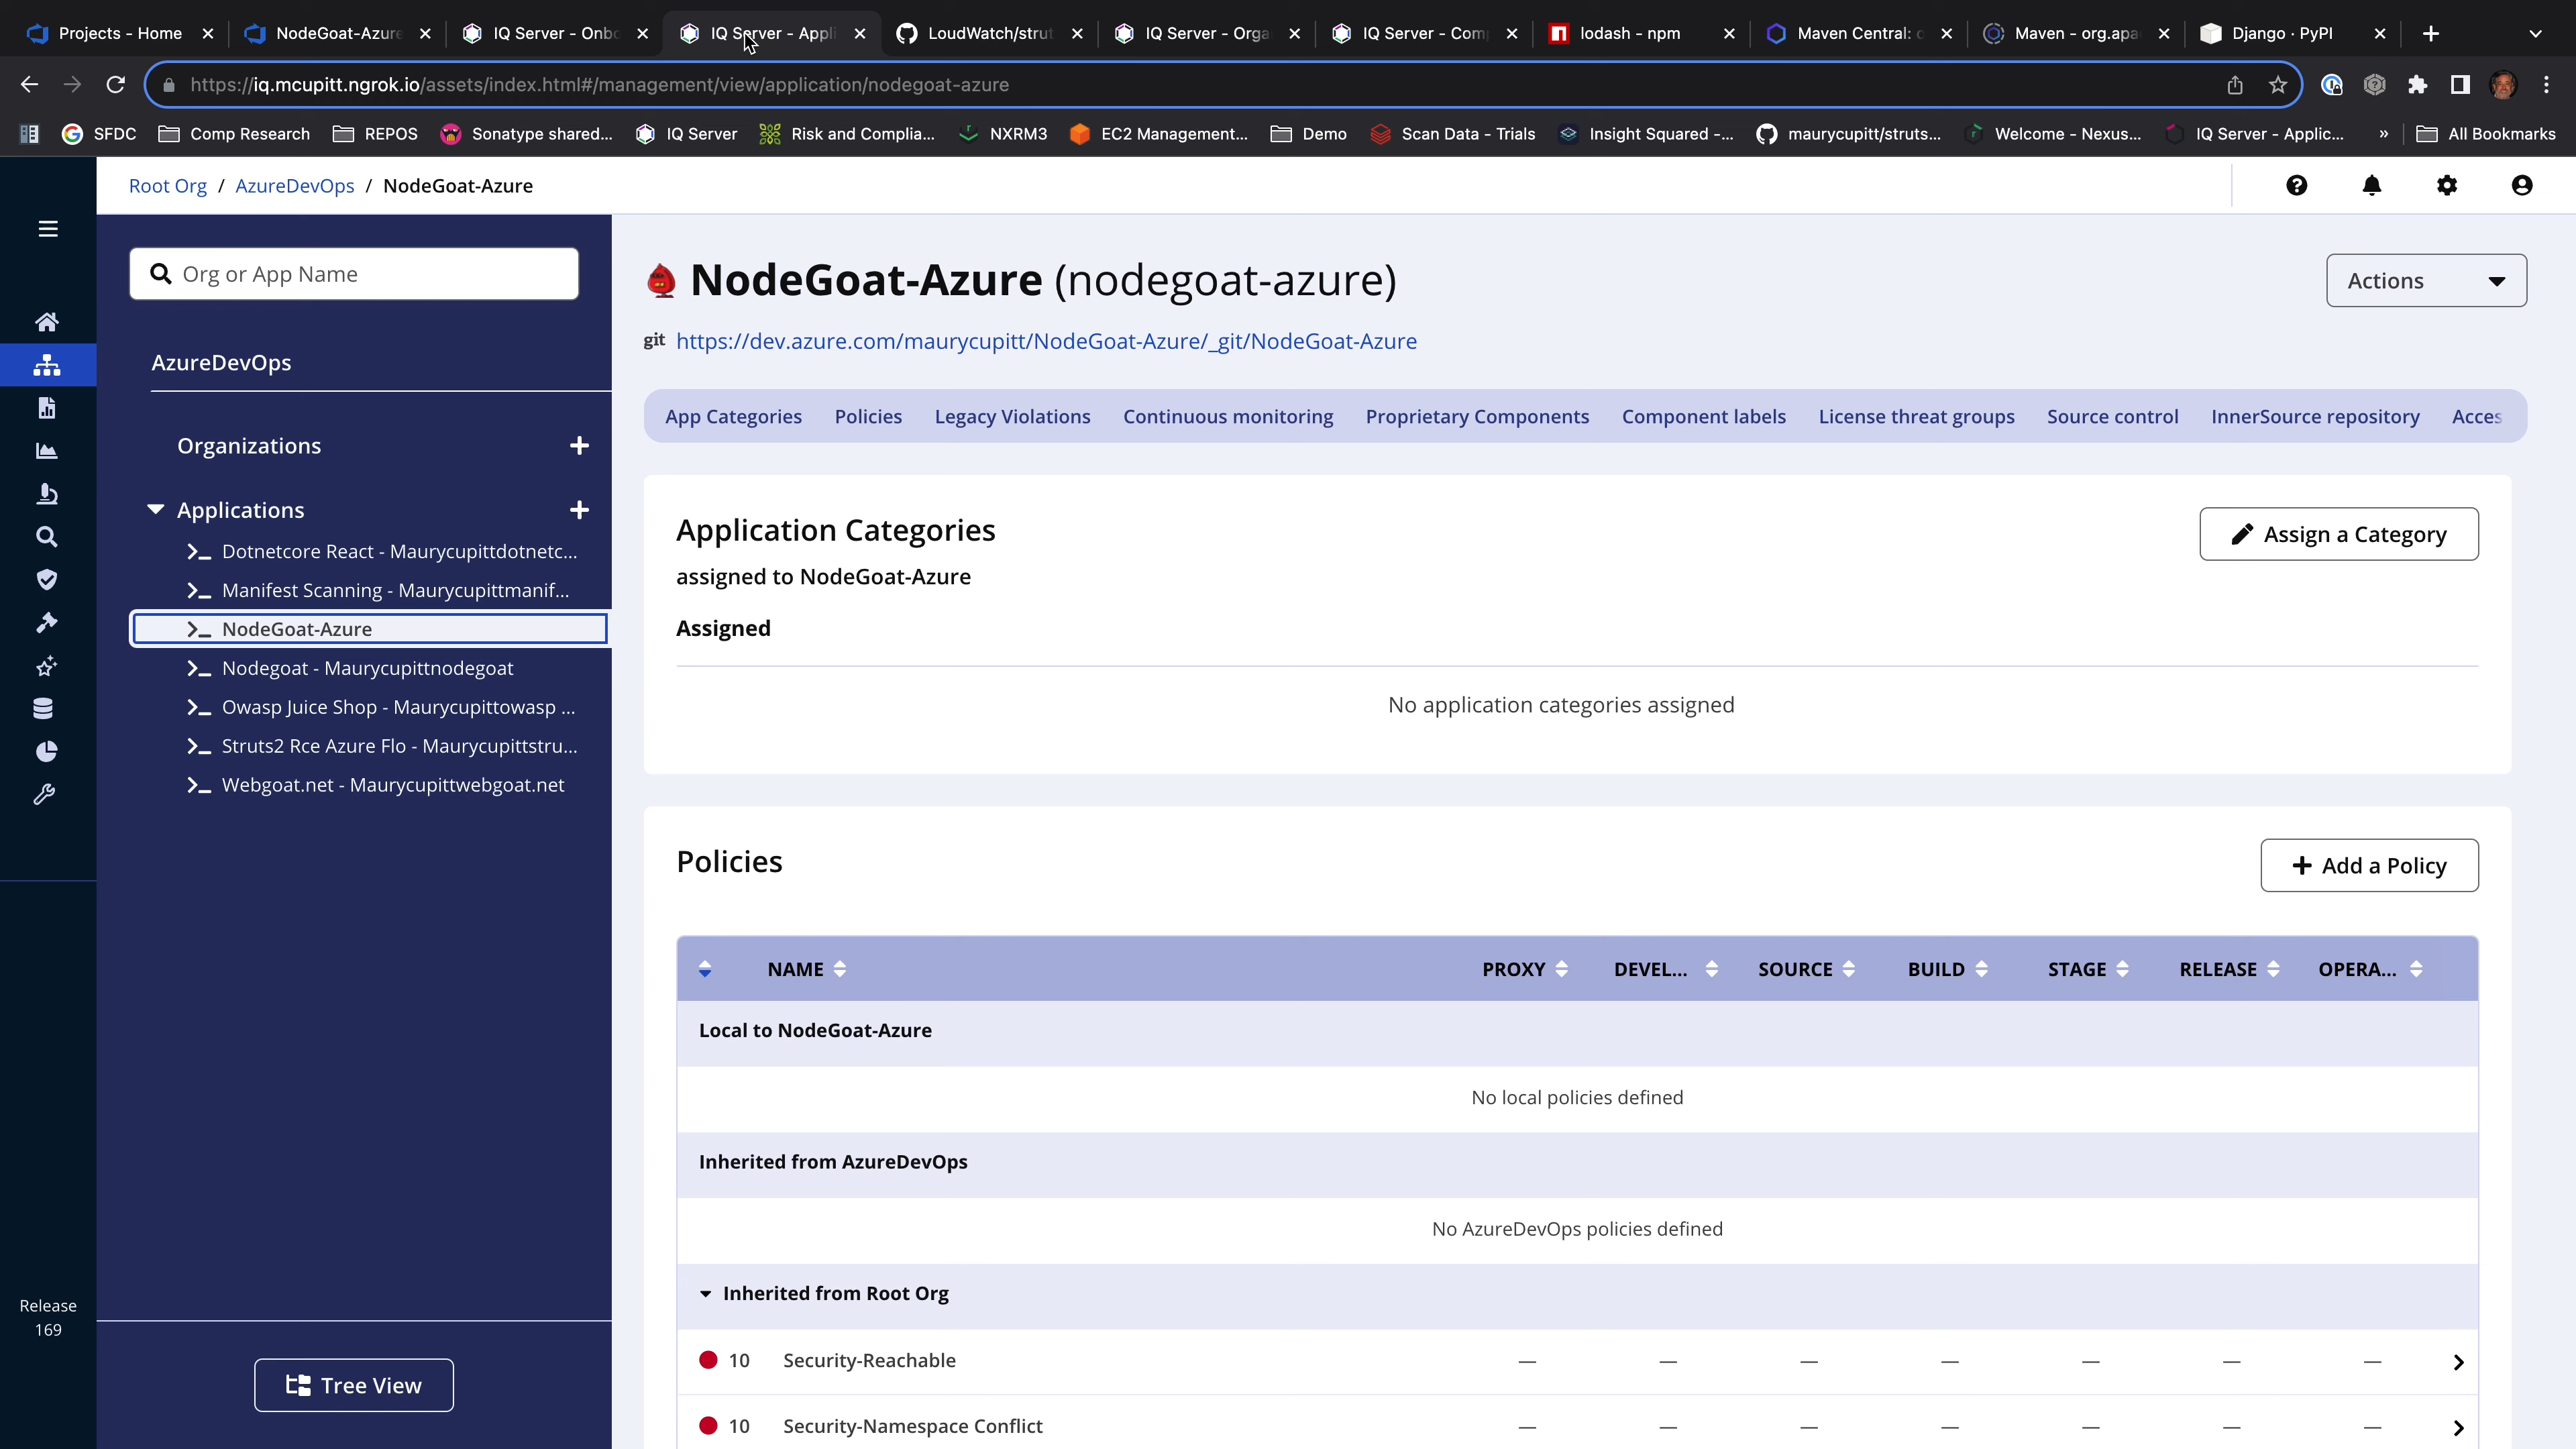 Projects - Home
NodeGoat-Azure
IQ Server - Onbo
IQ Server - Appli
LoudWatch/strut
IQ Server - Orga
IQ Server - Comp
lodash - npm
Maven Central: o
Maven - org.apa
Django · PyPI
https://iq.mcupitt.ngrok.io/assets/index.html#/management/view/application/nodegoat-azure
SFDC
Comp Research
REPOS
Sonatype shared...
IQ Server
Risk and Complia...
NXRM3
EC2 Management...
Demo
Scan Data - Trials
Insight Squared -...
maurycupitt/struts...
Welcome - Nexus...
IQ Server - Applic...
»
All Bookmarks
Root Org / AzureDevOps / NodeGoat-Azure
Org or App Name
AzureDevOps
Organizations
Applications
Dotnetcore React - Maurycupittdotnetc...
Manifest Scanning - Maurycupittmanif...
NodeGoat-Azure
Nodegoat - Maurycupittnodegoat
Owasp Juice Shop - Maurycupittowasp ...
Struts2 Rce Azure Flo - Maurycupittstru...
Webgoat.net - Maurycupittwebgoat.net
Release
169
Tree View
NodeGoat-Azure (nodegoat-azure)
Actions
git https://dev.azure.com/maurycupitt/NodeGoat-Azure/_git/NodeGoat-Azure
App Categories
Policies
Legacy Violations
Continuous monitoring
Proprietary Components
Component labels
License threat groups
Source control
InnerSource repository
Acces
Application Categories
assigned to NodeGoat-Azure
Assign a Category
Assigned
No application categories assigned
Policies
Add a Policy
NAME PROXY DEVEL... SOURCE BUILD STAGE RELEASE OPERA...
Local to NodeGoat-Azure
No local policies defined
Inherited from AzureDevOps
No AzureDevOps policies defined
Inherited from Root Org
10 Security-Reachable — — — — — — —
10 Security-Namespace Conflict — — — — — — —